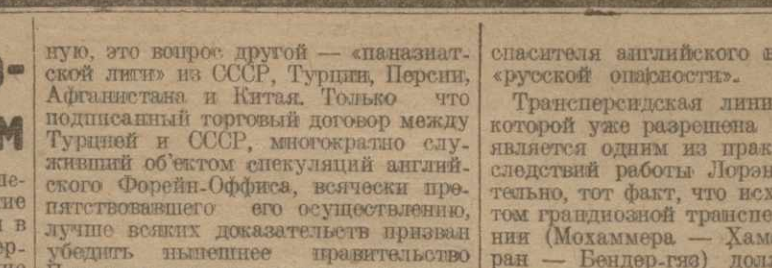 ную, это вопрос другой — «паназиат-
ской лиги» из СССР, Турции, Персии,
Афганистана и Китая. Только что
подписанный торговый договор между
Турцией и СССР, многократно слу-
живший об'ектом спекуляций англий-
ского Форейн-Оффиса, всячески пре-
пятствовавшего его осуществлению,
лучше всяких доказательств призван
убедить нынешнее правительство
спасителя английского
«русской опасности».
Трансперсидская лини
которой уже разрешена
является одним из прак
следствий работы Лорэн
тельно, тот факт, что исх
том грандиозной трансне
нии (Мохаммера — Хам
ран — Бендер-гяз) долж